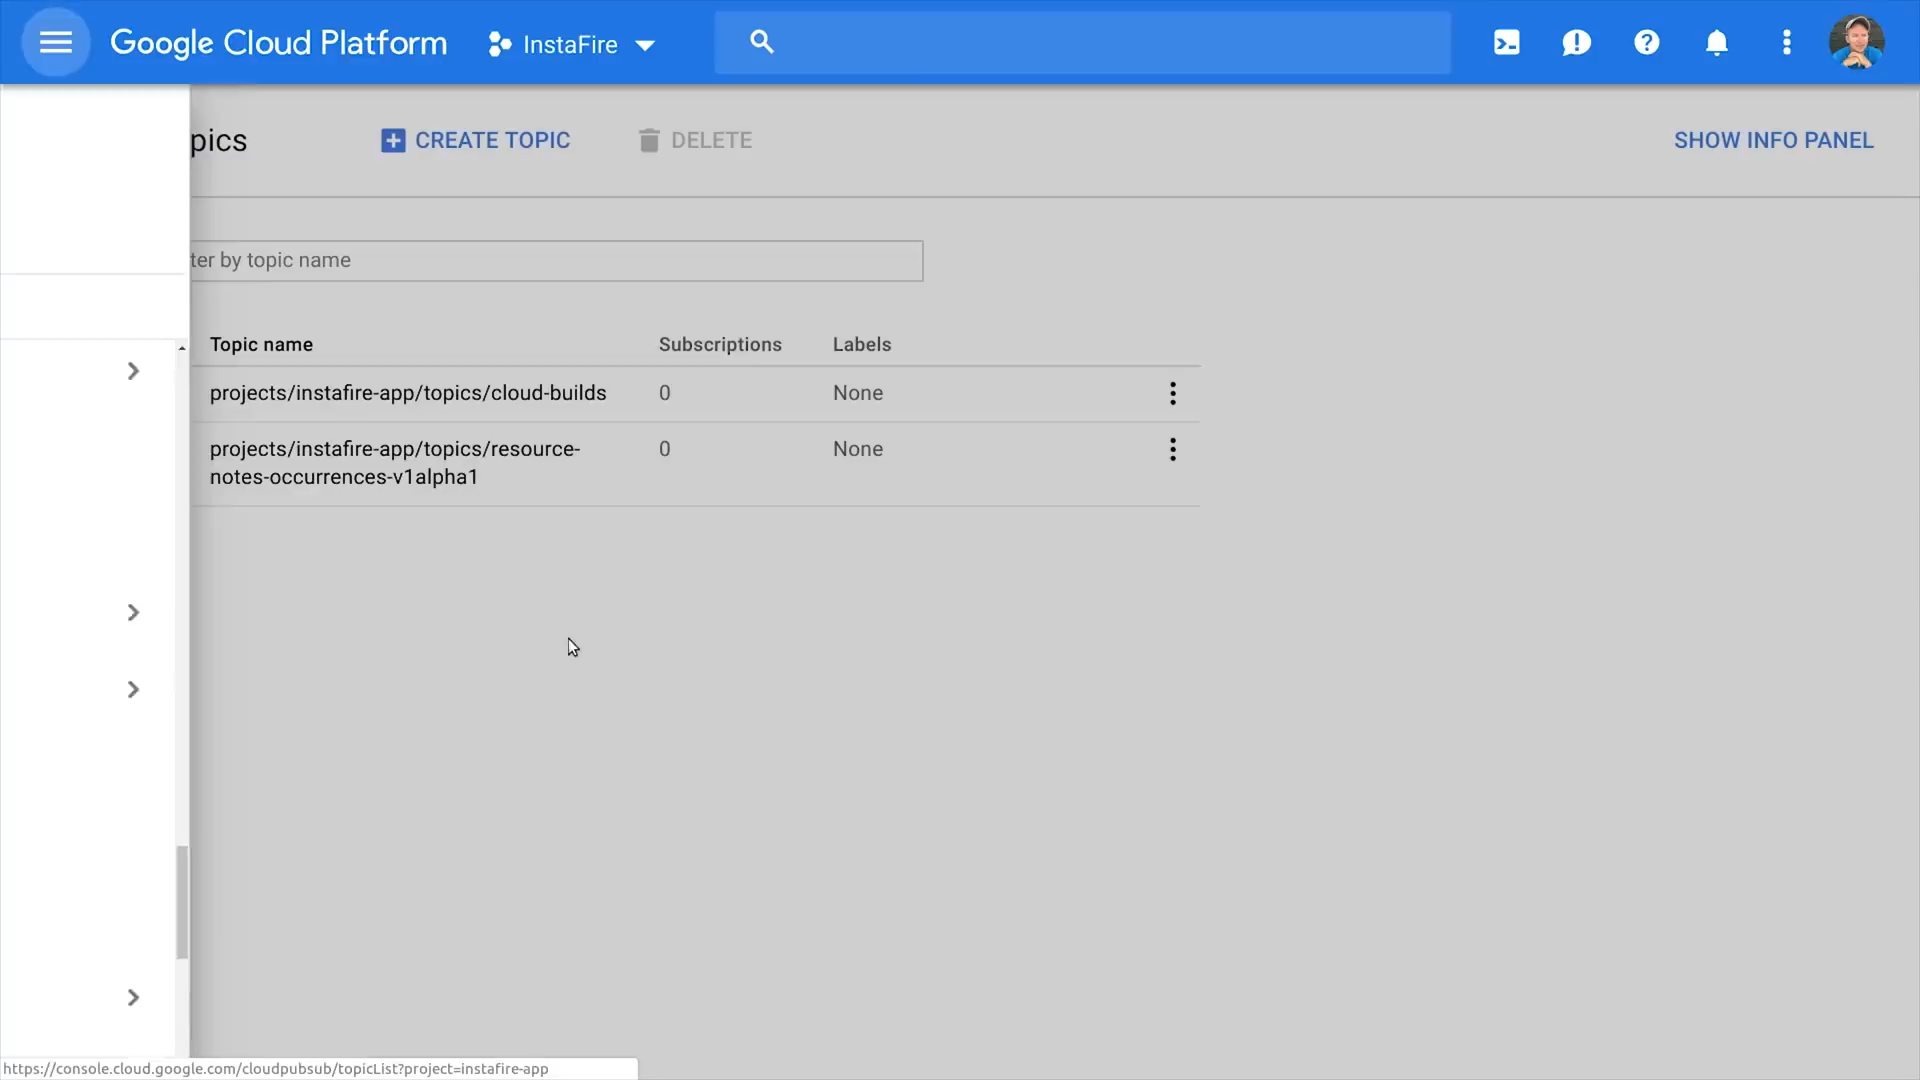 Google Cloud Platform
InstaFire
pics
CREATE TOPIC
DELETE
SHOW INFO PANEL
ter by topic name
Topic name
Subscriptions
Labels
projects/instafire-app/topics/cloud-builds
0
None
projects/instafire-app/topics/resource-
notes-occurrences-v1alpha1
0
None
https://console.cloud.google.com/cloudpubsub/topicList?project=instafire-app